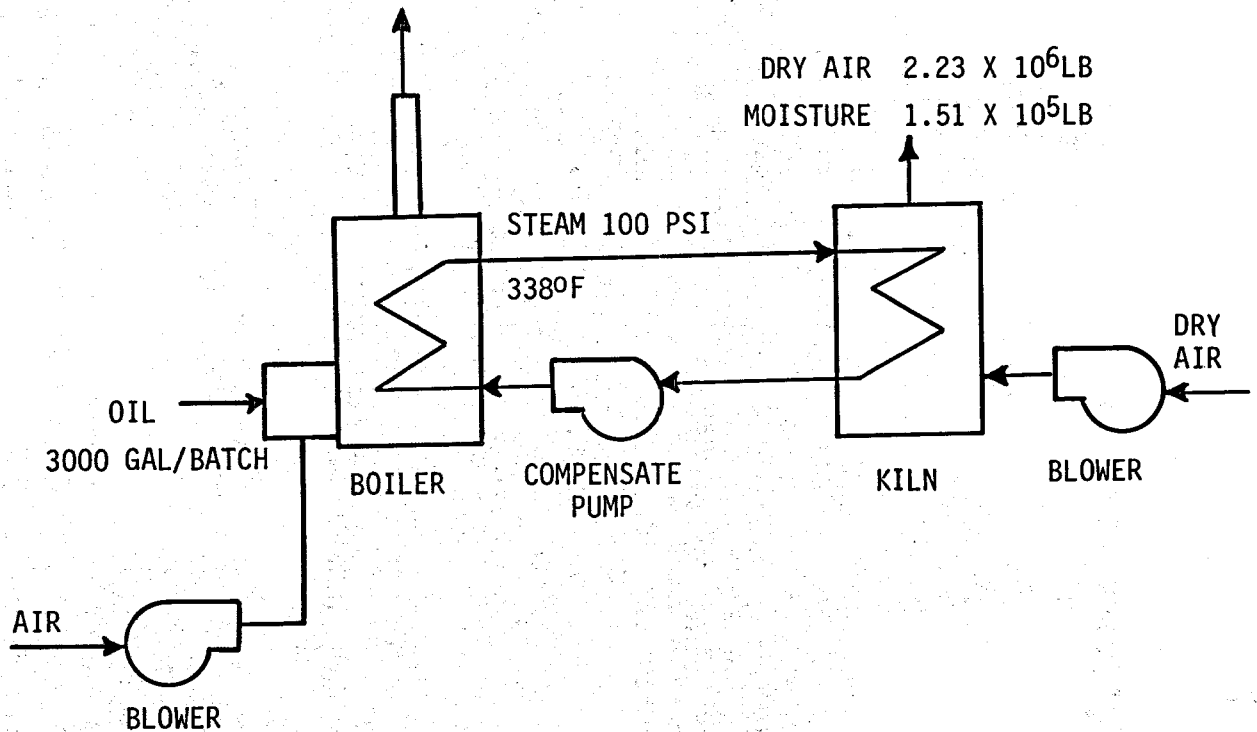 DRY AIR 2.23 X 10⁶LB
MOISTURE 1.51 X 10⁵LB
STEAM 100 PSI
338ºF
DRY
AIR
OIL
3000 GAL/BATCH
BOILER
COMPENSATE
PUMP
KILN
BLOWER
AIR
BLOWER